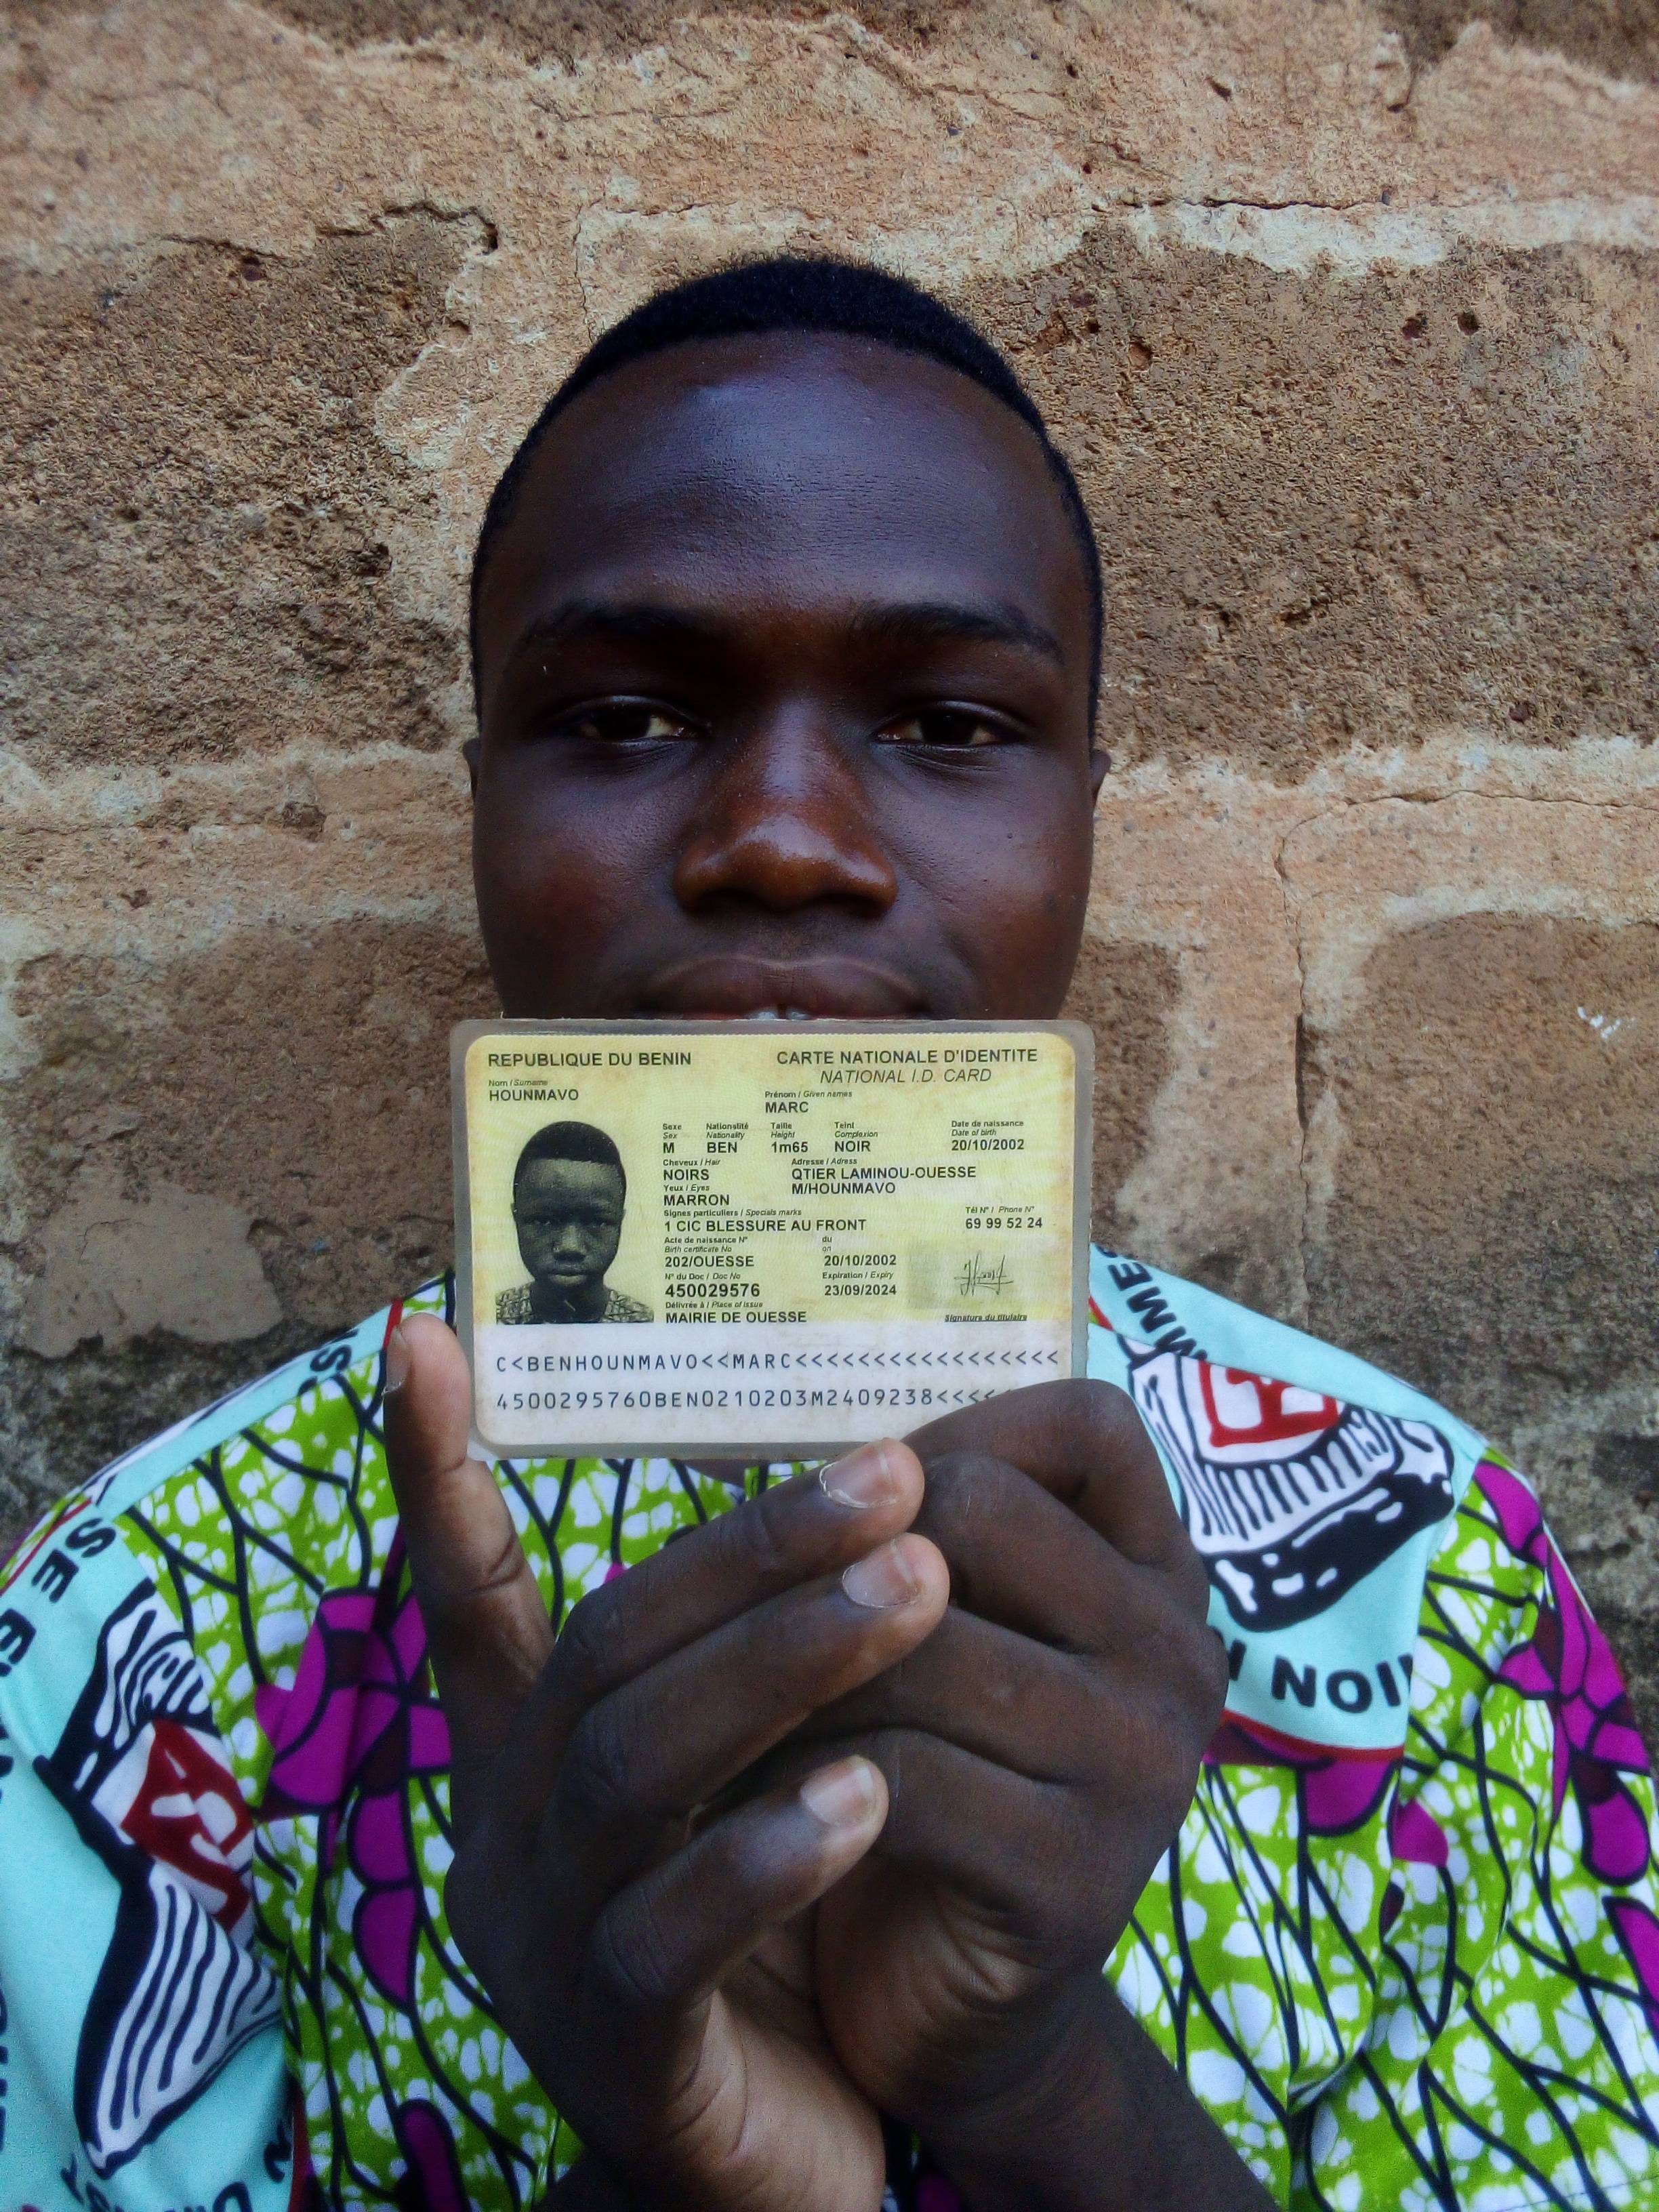 REPUBLIQUE DU BENIN
CARTE NATIONALE D'IDENTITE
NATIONAL I.D. CARD
Nom / Surname
HOUNMAVO
Prénom / Given names
MARC
Sexe Nationalité Taille Teint Date de naissance
Sex Nationality Height Complexion Date of birth
M BEN 1m65 NOIR 20/10/2002
Cheveux / Hair Adresse / Adress
NOIRS QTIER LAMINOU-OUESSE
Yeux / Eyes M/HOUNMAVO
MARRON
Signes particuliers / Specials marks Tél N° / Phone N°
1 CIC BLESSURE AU FRONT 69 99 52 24
Acte de naissance N° du
Birth certificate No on
202/OUESSE 20/10/2002
N° du Doc / Doc No Expiration / Expiry
450029576 23/09/2024
Délivrée à / Place of issue
MAIRIE DE OUESSE Signature du titulaire
C<BENHOUNMAVO<<MARC<<<<<<<<<<<<<<<<<
4500295760BEN0210203M2409238<<<<
SE
NOI